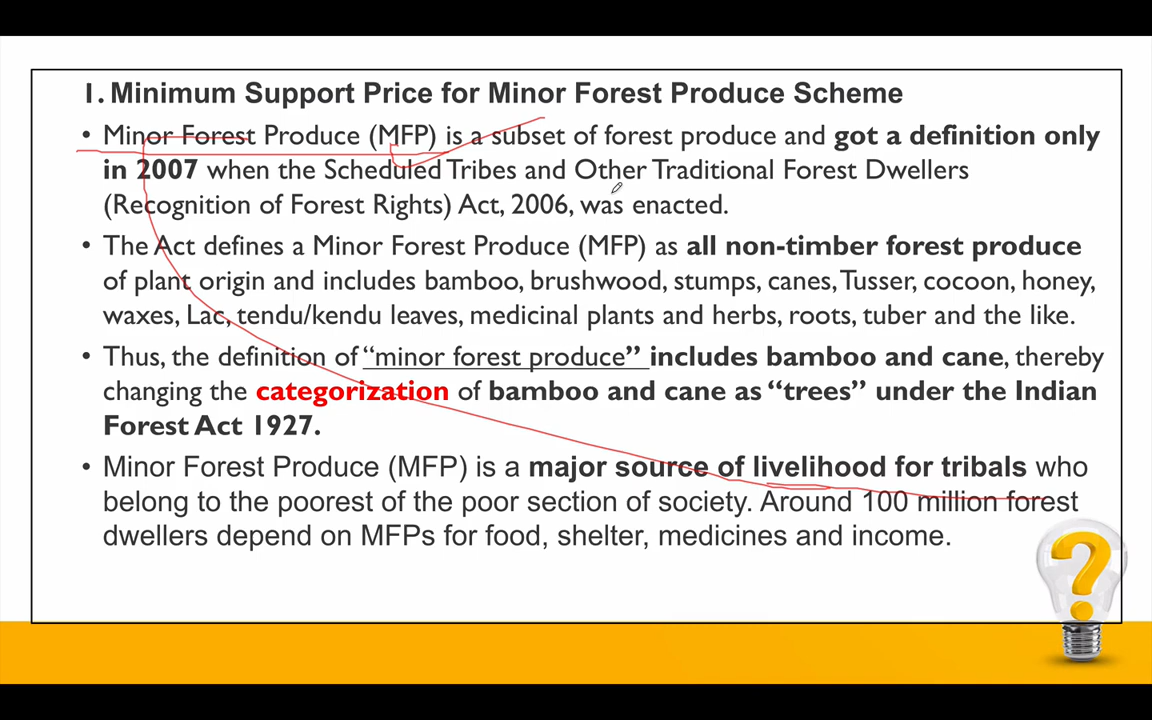 1. Minimum Support Price for Minor Forest Produce Scheme
• Minor Forest Produce (MFP) is a subset of forest produce and got a definition only
in 2007 when the Scheduled Tribes and Other Traditional Forest Dwellers
(Recognition of Forest Rights) Act, 2006, was enacted.
• The Act defines a Minor Forest Produce (MFP) as all non-timber forest produce
of plant origin and includes bamboo, brushwood, stumps, canes, Tusser, cocoon, honey,
waxes, Lac, tendu/kendu leaves, medicinal plants and herbs, roots, tuber and the like.
• Thus, the definition of “minor forest produce” includes bamboo and cane, thereby
changing the categorization of bamboo and cane as “trees” under the Indian
Forest Act 1927.
• Minor Forest Produce (MFP) is a major source of livelihood for tribals who
belong to the poorest of the poor section of society. Around 100 million forest
dwellers depend on MFPs for food, shelter, medicines and income.
?